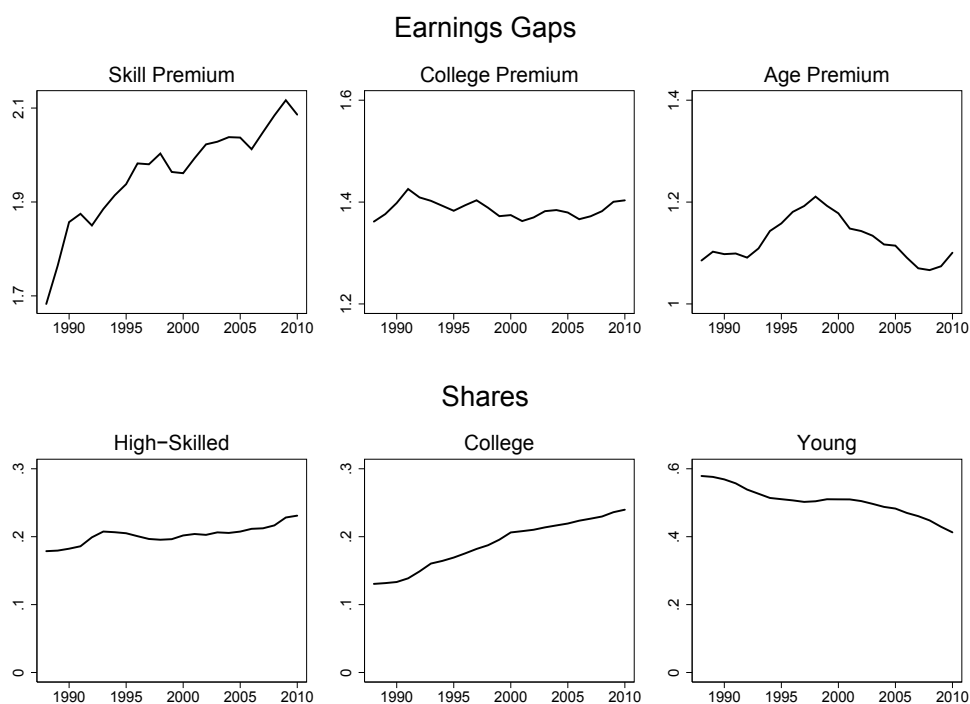 Earnings Gaps
Skill Premium
1.7 1.9 2.1
1990 1995 2000 2005 2010
College Premium
1.2 1.4 1.6
1990 1995 2000 2005 2010
Age Premium
1 1.2 1.4
1990 1995 2000 2005 2010
Shares
High−Skilled
0 .1 .2 .3
1990 1995 2000 2005 2010
College
0 .1 .2 .3
1990 1995 2000 2005 2010
Young
0 .2 .4 .6
1990 1995 2000 2005 2010